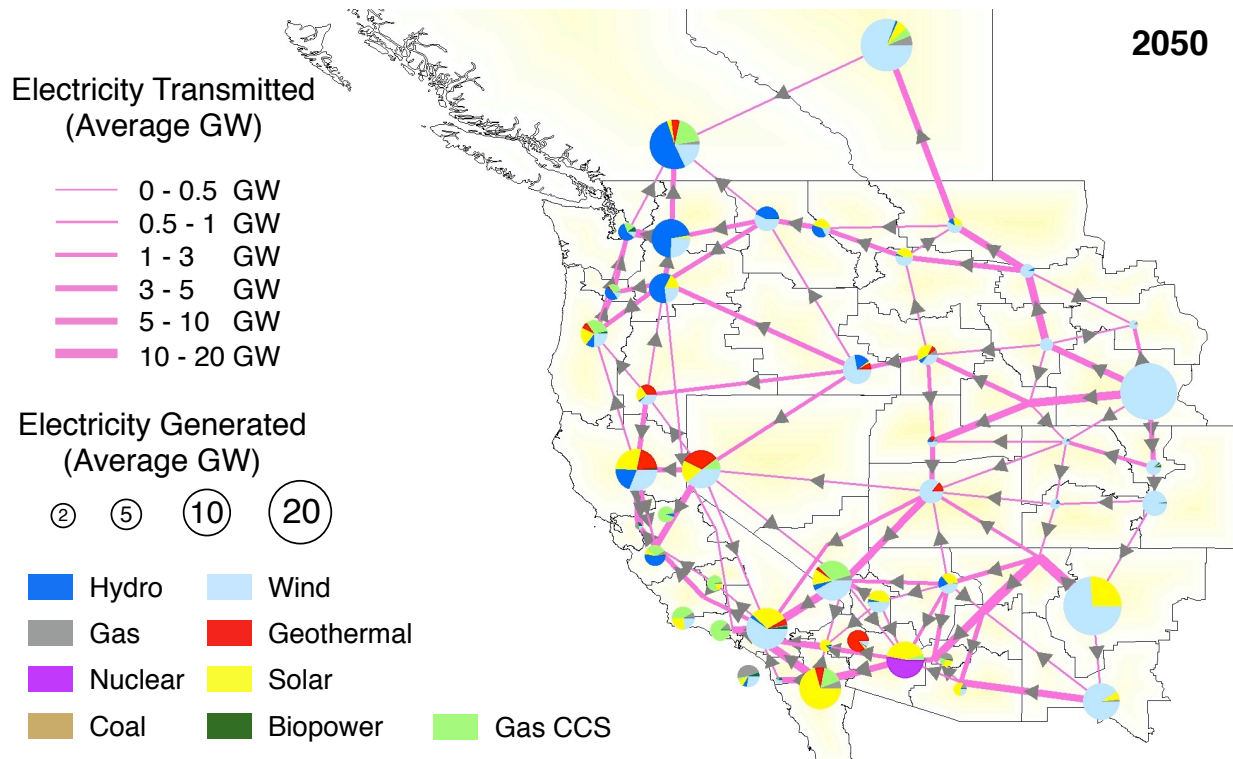 2050
Electricity Transmitted
(Average GW)
0 - 0.5 GW
0.5 - 1 GW
1 - 3 GW
3 - 5 GW
5 - 10 GW
10 - 20 GW
Electricity Generated
(Average GW)
2 5 10 20
Hydro Wind
Gas Geothermal
Nuclear Solar
Coal Biopower Gas CCS